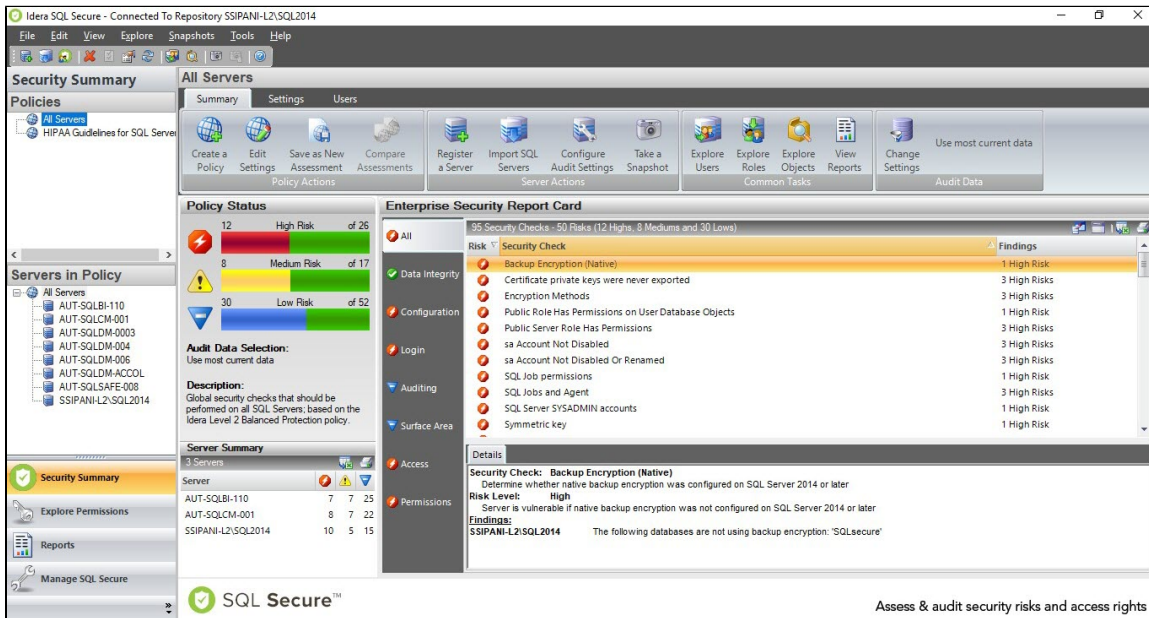 Idera SQL Secure - Connected To Repository SSIPANI-L2\SQL2014
File Edit View Explore Snapshots Tools Help
Security Summary
Policies
All Servers
HIPAA Guidlelines for SQL Server
Servers in Policy
All Servers
AUT-SQLBI-110
AUT-SQLCM-001
AUT-SQLDM-0003
AUT-SQLDM-004
AUT-SQLDM-006
AUT-SQLDM-ACCOL
AUT-SQLSAFE-008
SSIPANI-L2\SQL2014
Security Summary
Explore Permissions
Reports
Manage SQL Secure
All Servers
Summary Settings Users
Create a Policy
Edit Settings
Save as New Assessment
Compare Assessments
Policy Actions
Register a Server
Import SQL Servers
Configure Audit Settings
Take a Snapshot
Server Actions
Explore Users
Explore Roles
Explore Objects
View Reports
Common Tasks
Change Settings
Use most current data
Audit Data
Policy Status
12 High Risk of 26
8 Medium Risk of 17
30 Low Risk of 52
Audit Data Selection:
Use most current data
Description:
Global security checks that should be
performed on all SQL Servers; based on the
Idera Level 2 Balanced Protection policy.
Server Summary
3 Servers
Server
AUT-SQLBI-110 7 7 25
AUT-SQLCM-001 8 7 22
SSIPANI-L2\SQL2014 10 5 15
Enterprise Security Report Card
All
Data Integrity
Configuration
Login
Auditing
Surface Area
Access
Permissions
95 Security Checks - 50 Risks (12 Highs, 8 Mediums and 30 Lows)
Risk Security Check Findings
Backup Encryption (Native) 1 High Risk
Certificate private keys were never exported 3 High Risks
Encryption Methods 3 High Risks
Public Role Has Permissions on User Database Objects 1 High Risk
Public Server Role Has Permissions 3 High Risks
sa Account Not Disabled 3 High Risks
sa Account Not Disabled Or Renamed 3 High Risks
SQL Job permissions 1 High Risk
SQL Jobs and Agent 3 High Risks
SQL Server SYSADMIN accounts 1 High Risk
Symmetric key 1 High Risk
Details
Security Check: Backup Encryption (Native)
Determine whether native backup encryption was configured on SQL Server 2014 or later
Risk Level: High
Server is vulnerable if native backup encryption was not configured on SQL Server 2014 or later
Findings:
SSIPANI-L2\SQL2014 The following databases are not using backup encryption: 'SQLsecure'
SQL Secure™
Assess & audit security risks and access rights